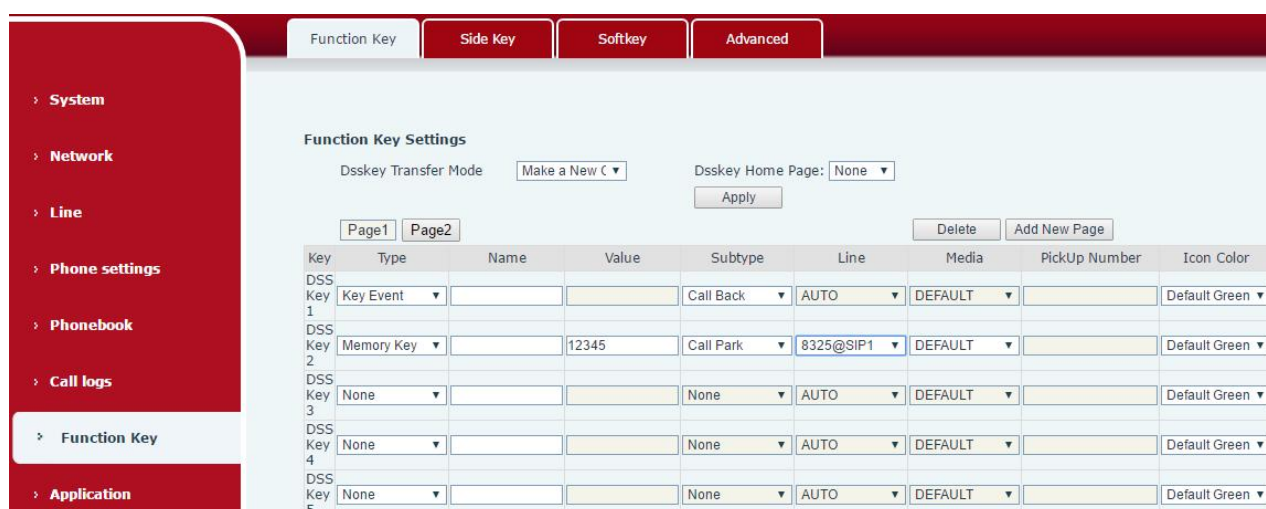 Function Key Side Key Softkey Advanced
System
Network
Line
Phone settings
Phonebook
Call logs
Function Key
Application
Function Key Settings
Dsskey Transfer Mode Make a New C Dsskey Home Page: None
Apply
Page1 Page2 Delete Add New Page
Key Type Name Value Subtype Line Media PickUp Number Icon Color
DSS Key 1 Key Event Call Back AUTO DEFAULT Default Green
DSS Key 2 Memory Key 12345 Call Park 8325@SIP1 DEFAULT Default Green
DSS Key 3 None None AUTO DEFAULT Default Green
DSS Key 4 None None AUTO DEFAULT Default Green
DSS Key 5 None None AUTO DEFAULT Default Green